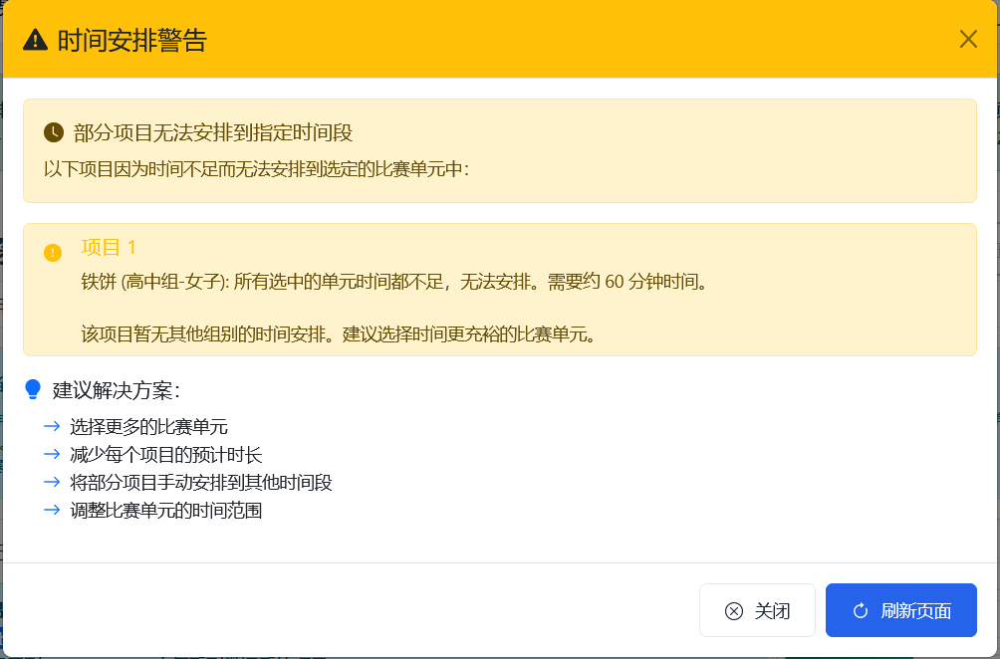 时间安排警告
部分项目无法安排到指定时间段
以下项目因为时间不足而无法安排到选定的比赛单元中：
项目 1
铁饼 (高中组-女子): 所有选中的单元时间都不足，无法安排。需要约 60 分钟时间。
该项目暂无其他组别的时间安排。建议选择时间更充裕的比赛单元。
建议解决方案：
选择更多的比赛单元
减少每个项目的预计时长
将部分项目手动安排到其他时间段
调整比赛单元的时间范围
关闭
刷新页面